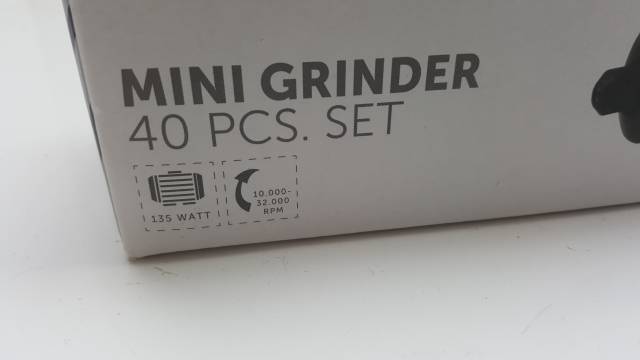 MINI GRINDER
40 PCS. SET
135 WATT
10.000-
32.000
RPM